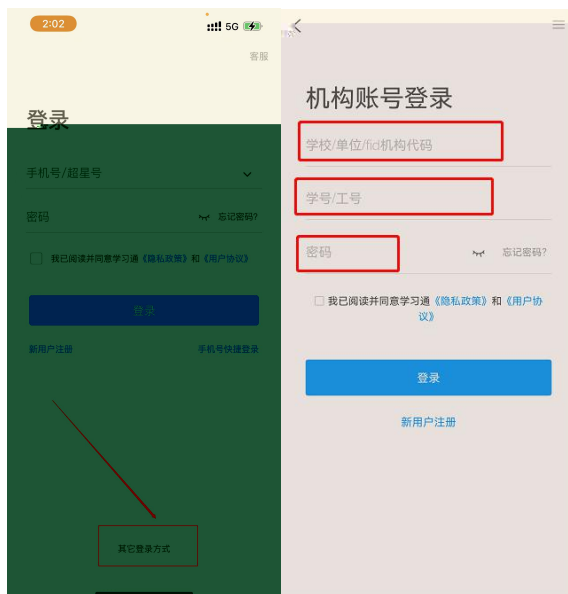 2:02
5G
客服
登录
手机号/超星号
密码
忘记密码?
我已阅读并同意学习通《隐私政策》和《用户协议》
登录
新用户注册
手机号快捷登录
其它登录方式
机构账号登录
学校/单位/fid机构代码
学号/工号
密码
忘记密码?
我已阅读并同意学习通《隐私政策》和《用户协
议》
登录
新用户注册